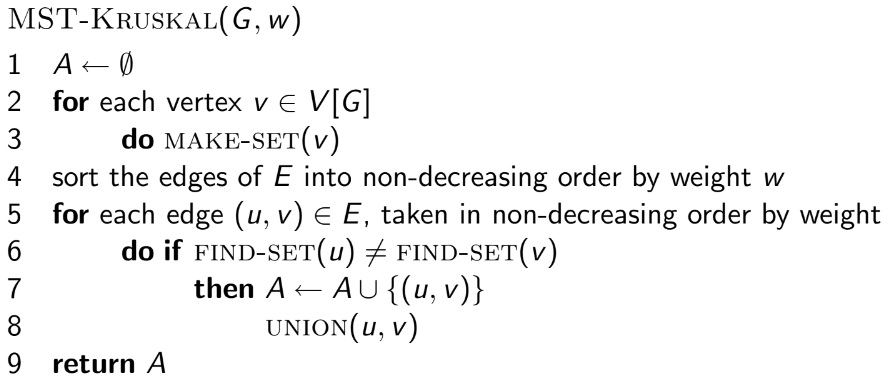 MST-KRUSKAL(G, w)
1 A ← ∅
2 for each vertex v ∈ V[G]
3 do MAKE-SET(v)
4 sort the edges of E into non-decreasing order by weight w
5 for each edge (u, v) ∈ E, taken in non-decreasing order by weight
6 do if FIND-SET(u) ≠ FIND-SET(v)
7 then A ← A ∪ {(u, v)}
8 UNION(u, v)
9 return A